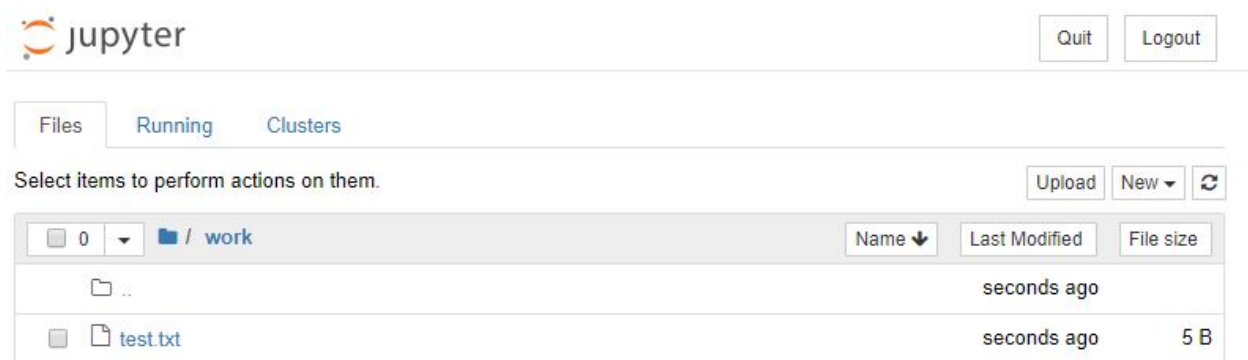 jupyter Quit Logout
Files Running Clusters
Select items to perform actions on them. Upload New
0 / work Name Last Modified File size
.. seconds ago
test.txt seconds ago 5 B